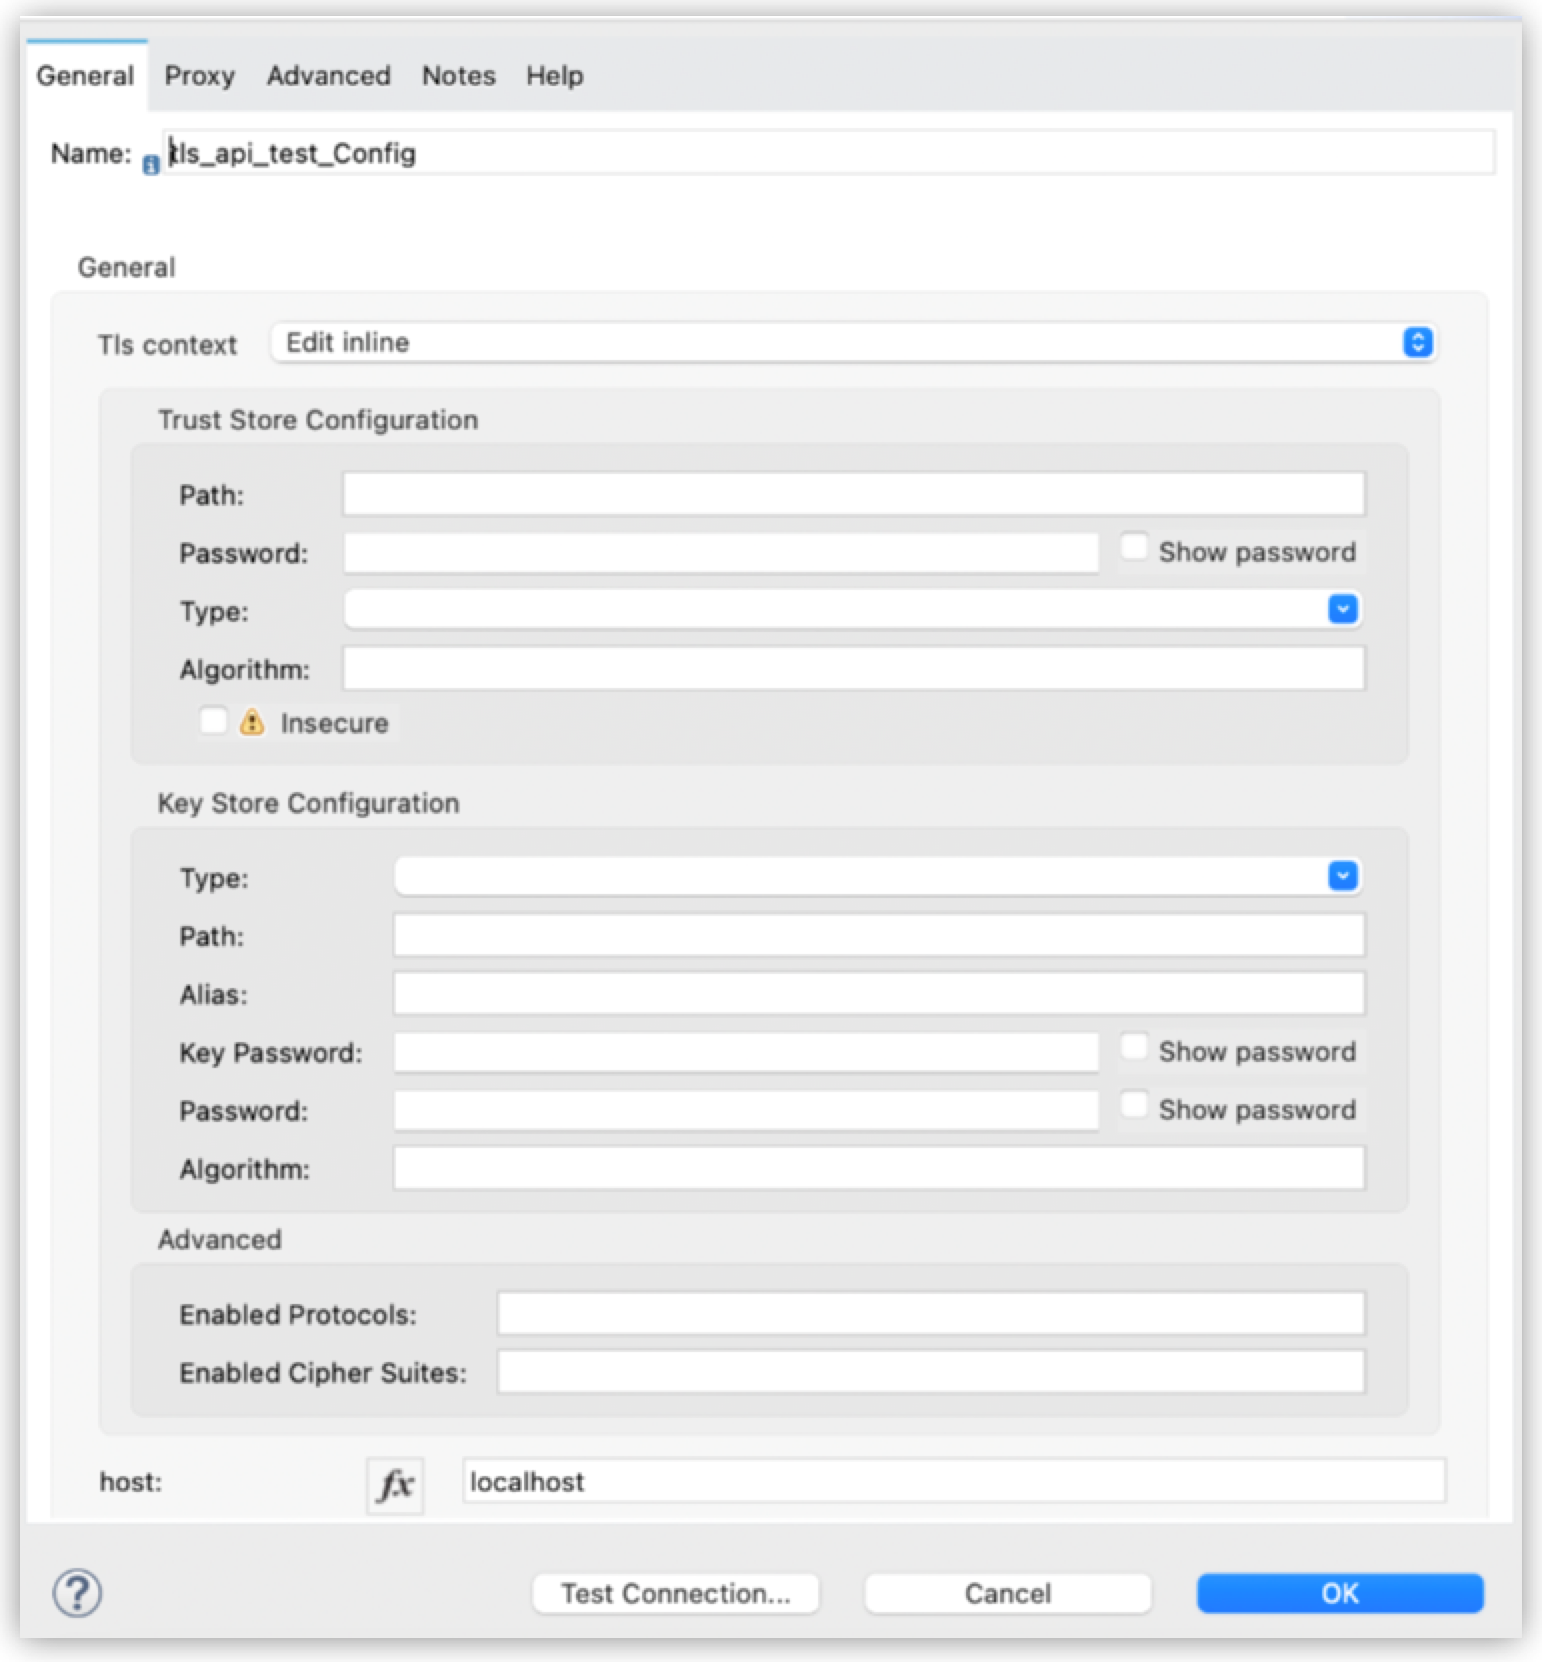 General Proxy Advanced Notes Help
Name: tls_api_test_Config
General
Tls context Edit inline
Trust Store Configuration
Path:
Password: Show password
Type:
Algorithm:
Insecure
Key Store Configuration
Type:
Path:
Alias:
Key Password: Show password
Password: Show password
Algorithm:
Advanced
Enabled Protocols:
Enabled Cipher Suites:
host: fx localhost
? Test Connection... Cancel OK